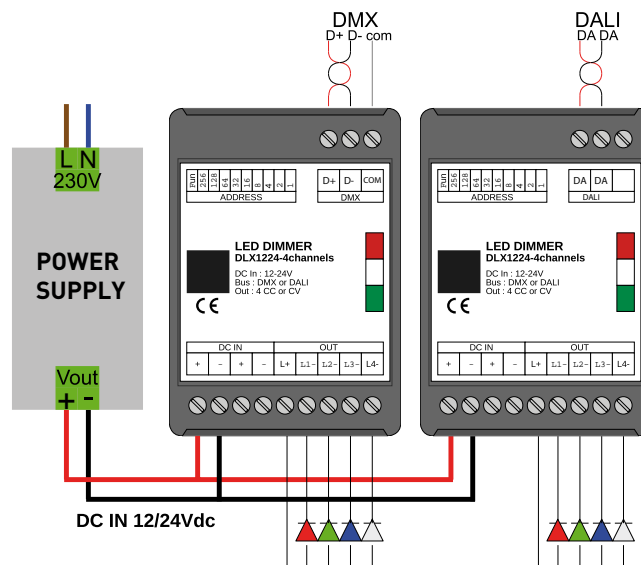 DMX
D+ D- com
DALI
DA DA
L N
230V
POWER
SUPPLY
Vout
+ -
Fun 256 128 64 32 16 8 4 2 1
ADDRESS
D+ D- COM
DMX
LED DIMMER
DLX1224-4channels
DC In : 12-24V
Bus : DMX or DALI
Out : 4 CC or CV
CE
DC IN OUT
+ - + - L+ L1- L2- L3- L4-
Fun 256 128 64 32 16 8 4 2 1
ADDRESS
DA DA
DALI
LED DIMMER
DLX1224-4channels
DC In : 12-24V
Bus : DMX or DALI
Out : 4 CC or CV
CE
DC IN OUT
+ - + - L+ L1- L2- L3- L4-
DC IN 12/24Vdc